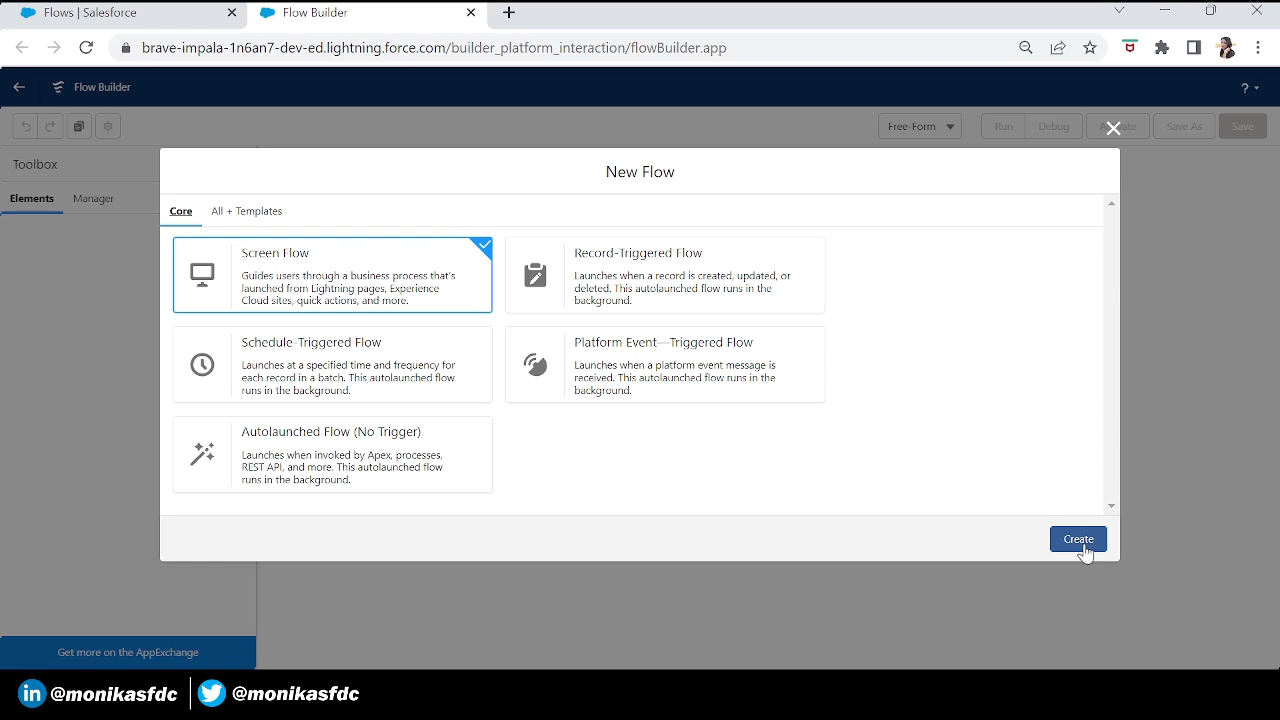 Flows | Salesforce
Flow Builder
brave-impala-1n6an7-dev-ed.lightning.force.com/builder_platform_interaction/flowBuilder.app
Flow Builder
?
Free-Form
Run
Debug
Save As
Save
Toolbox
Elements
Manager
New Flow
Core
All + Templates
Screen Flow
Guides users through a business process that's
launched from Lightning pages, Experience
Cloud sites, quick actions, and more.
Record-Triggered Flow
Launches when a record is created, updated, or
deleted. This autolaunched flow runs in the
background.
Schedule-Triggered Flow
Launches at a specified time and frequency for
each record in a batch. This autolaunched flow
runs in the background.
Platform Event—Triggered Flow
Launches when a platform event message is
received. This autolaunched flow runs in the
background.
Autolaunched Flow (No Trigger)
Launches when invoked by Apex, processes,
REST API, and more. This autolaunched flow
runs in the background.
Create
Get more on the AppExchange
in @monikasfdc
@monikasfdc